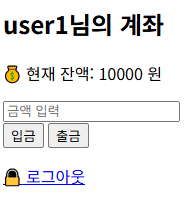 user1님의 계좌
💰 현재 잔액: 10000 원
금액 입력
입금 출금
🔒 로그아웃